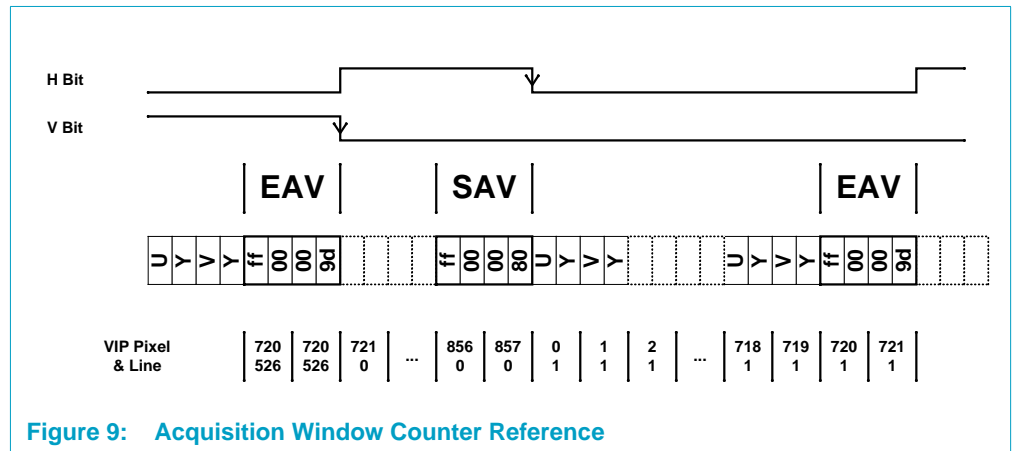 H Bit
V Bit
EAV SAV EAV
U Y V Y ff 00 00 9d ff 00 00 80 U Y V Y U Y V Y ff 00 00 9d
VIP Pixel 720 720 721 ... 856 857 0 1 2 ... 718 719 720 721
& Line 526 526 0 0 0 1 1 1 1 1 1 1
Figure 9: Acquisition Window Counter Reference